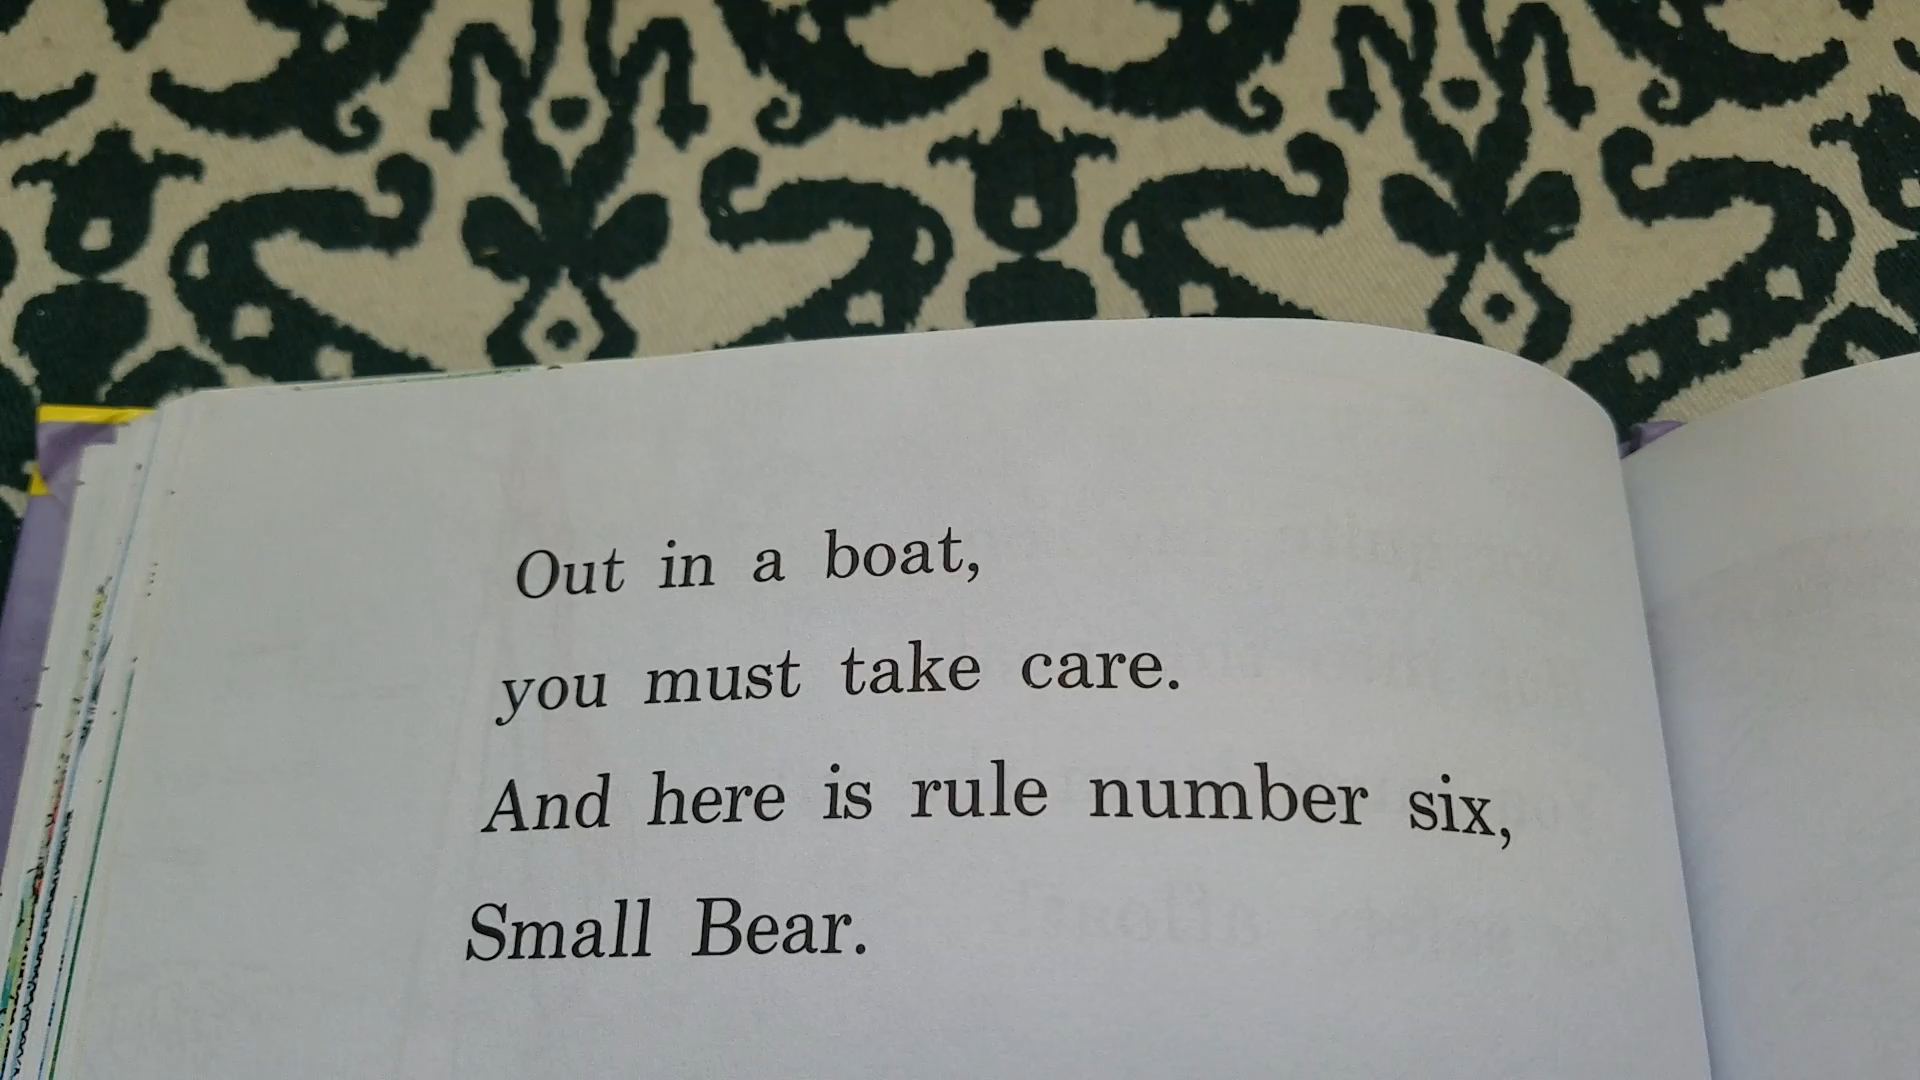 Out in a boat,
you must take care.
And here is rule number six,
Small Bear.